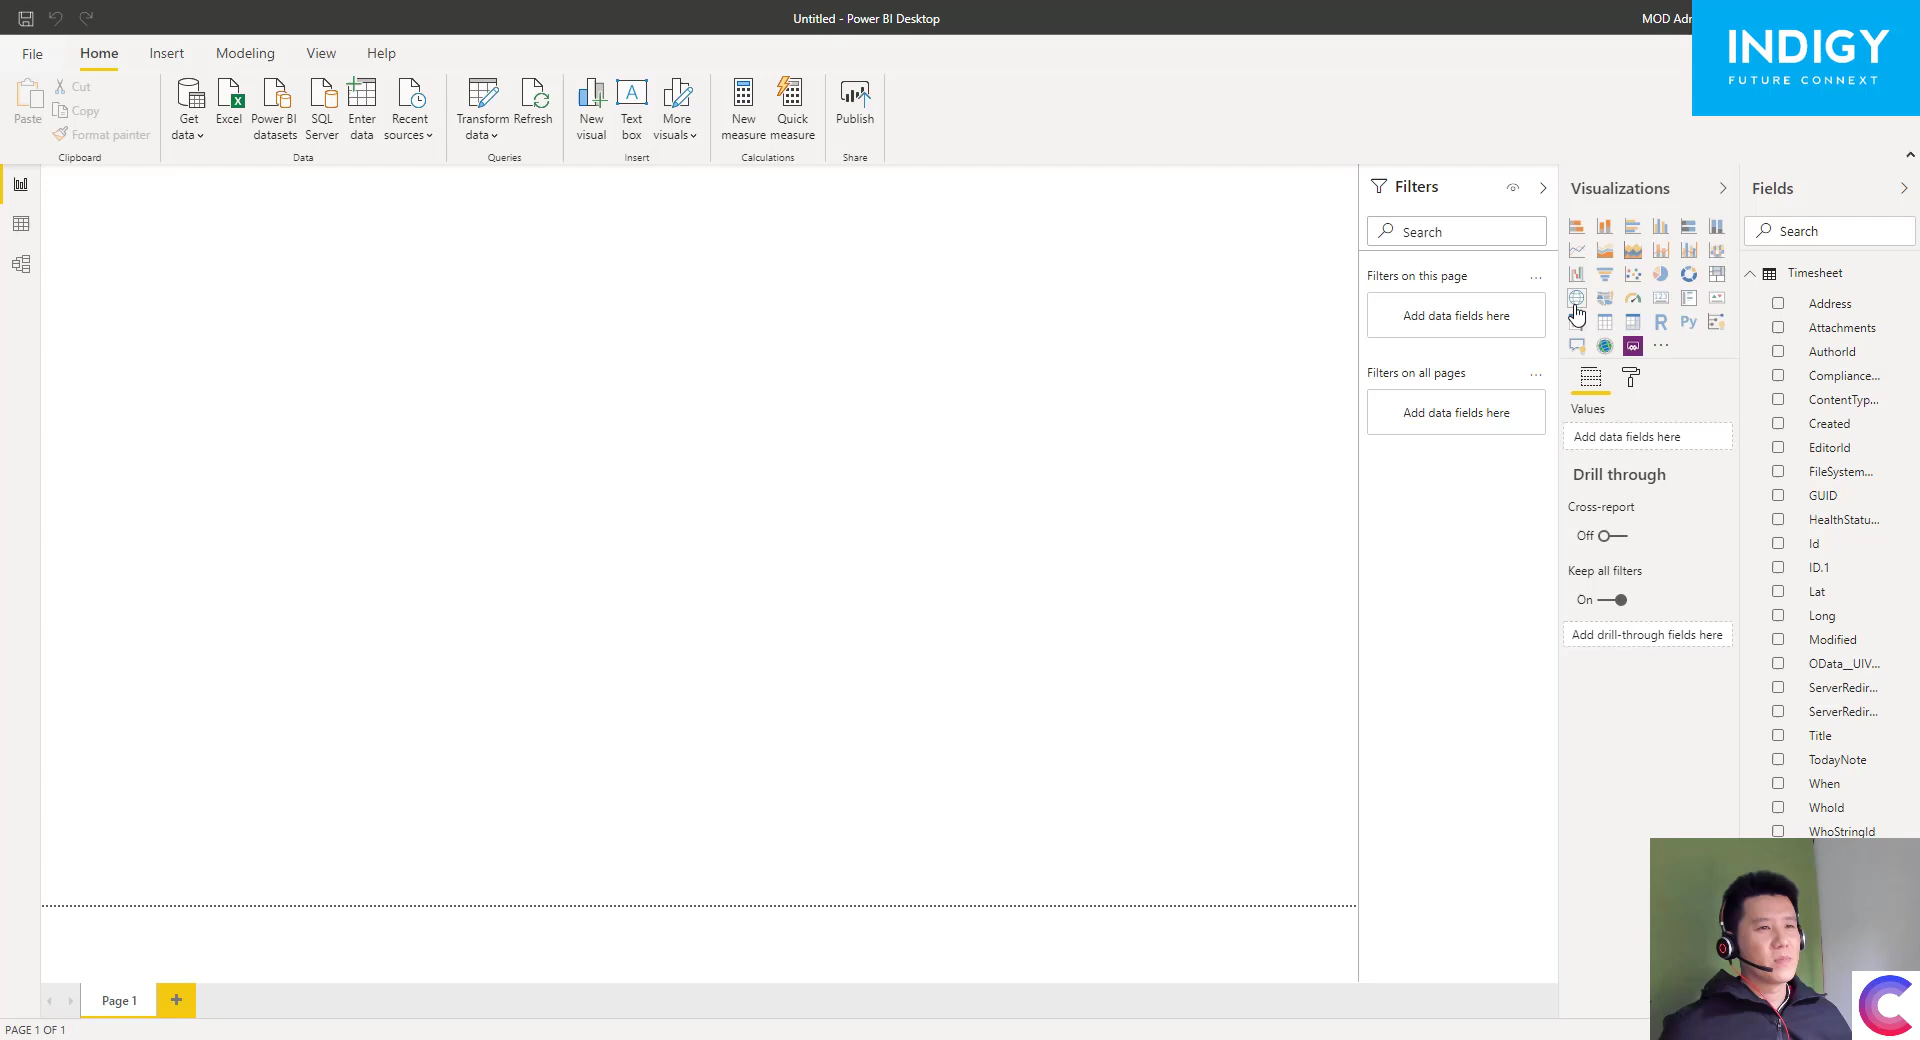 Untitled - Power BI Desktop
MOD Adr
INDIGY
FUTURE CONNEXT
File
Home
Insert
Modeling
View
Help
Paste
Cut
Copy
Format painter
Clipboard
Get data
Excel
Power BI datasets
SQL Server
Enter data
Recent sources
Data
Transform data
Refresh
Queries
New visual
Text box
More visuals
Insert
New measure
Quick measure
Calculations
Publish
Share
Filters
Search
Filters on this page
...
Add data fields here
Filters on all pages
...
Add data fields here
Visualizations
R
Py
...
Values
Add data fields here
Drill through
Cross-report
Off
Keep all filters
On
Add drill-through fields here
Fields
Search
Timesheet
Address
Attachments
AuthorId
Compliance...
ContentTyp...
Created
EditorId
FileSystem...
GUID
HealthStatu...
Id
ID.1
Lat
Long
Modified
OData__UIV...
ServerRedir...
ServerRedir...
Title
TodayNote
When
WhoId
WhoStringId
Page 1
PAGE 1 OF 1